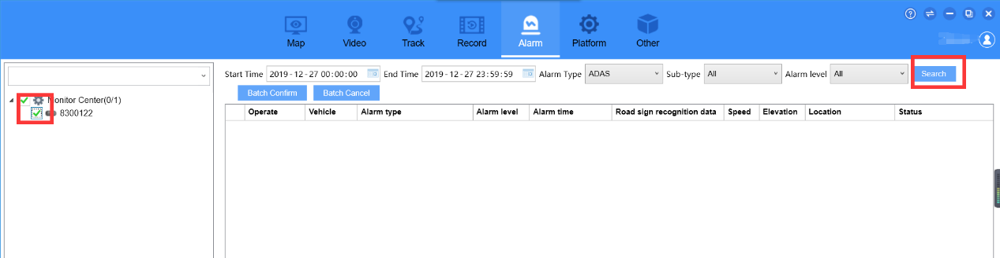 Map Video Track Record Alarm Platform Other
Start Time 2019-12-27 00:00:00 End Time 2019-12-27 23:59:59 Alarm Type ADAS Sub-type All Alarm level All Search
Batch Confirm Batch Cancel
Monitor Center(0/1)
8300122
Operate Vehicle Alarm type Alarm level Alarm time Road sign recognition data Speed Elevation Location Status